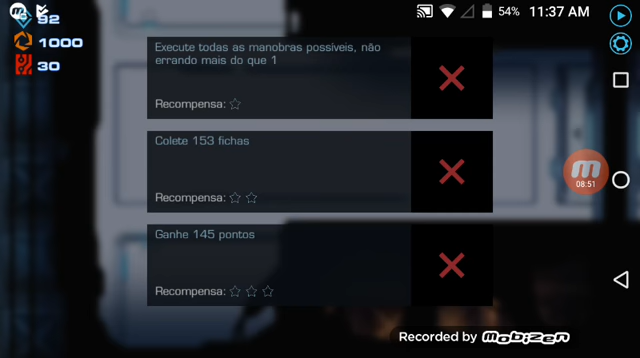 54% 11:37 AM
92
1000
30
Execute todas as manobras possiveis, não
errando mais do que 1
Recompensa:
Colete 153 fichas
Recompensa:
Ganhe 145 pontos
Recompensa:
08:51
Recorded by mobizen